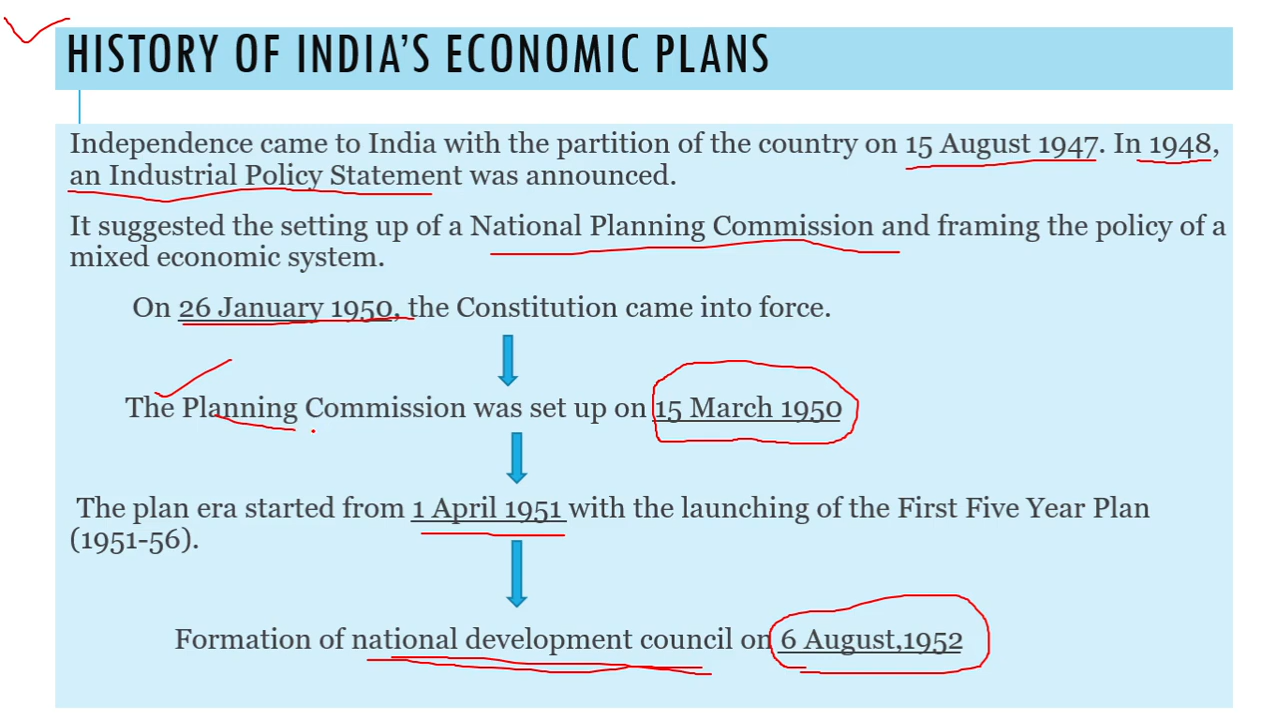 HISTORY OF INDIA’S ECONOMIC PLANS
Independence came to India with the partition of the country on 15 August 1947. In 1948,
an Industrial Policy Statement was announced.
It suggested the setting up of a National Planning Commission and framing the policy of a
mixed economic system.
On 26 January 1950, the Constitution came into force.
The Planning Commission was set up on 15 March 1950
The plan era started from 1 April 1951 with the launching of the First Five Year Plan
(1951-56).
Formation of national development council on 6 August,1952